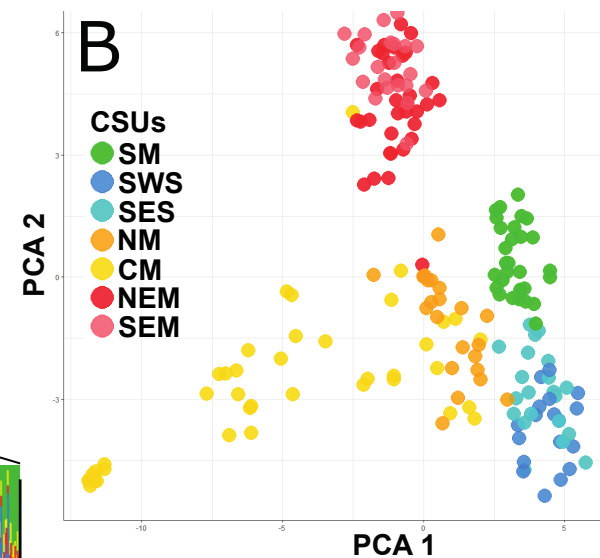 B
6
CSUs
SM
3
SWS
SES
NM
0
CM
NEM
SEM
PCA 2
-3
-10 -5 0 5
PCA 1